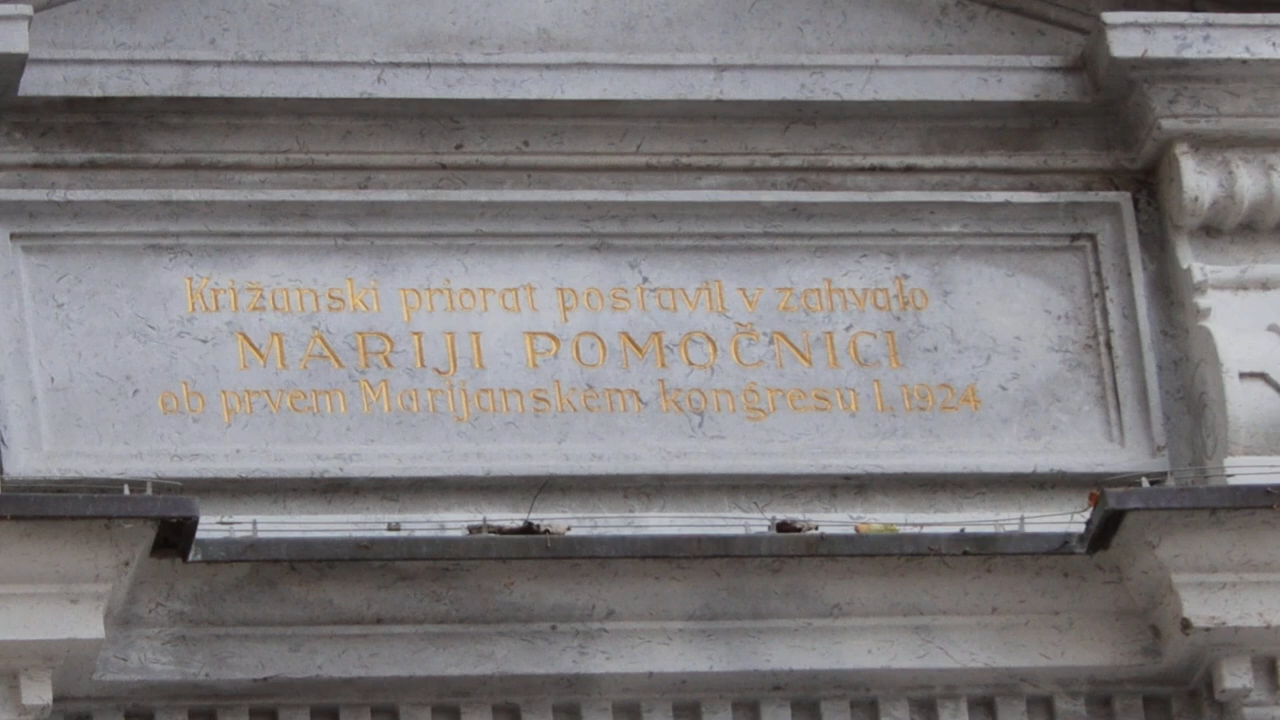 Križanski priorat postavil v zahvalo
MARIJI POMOČNICI
ob prvem Marijanskem kongresu l. 1924